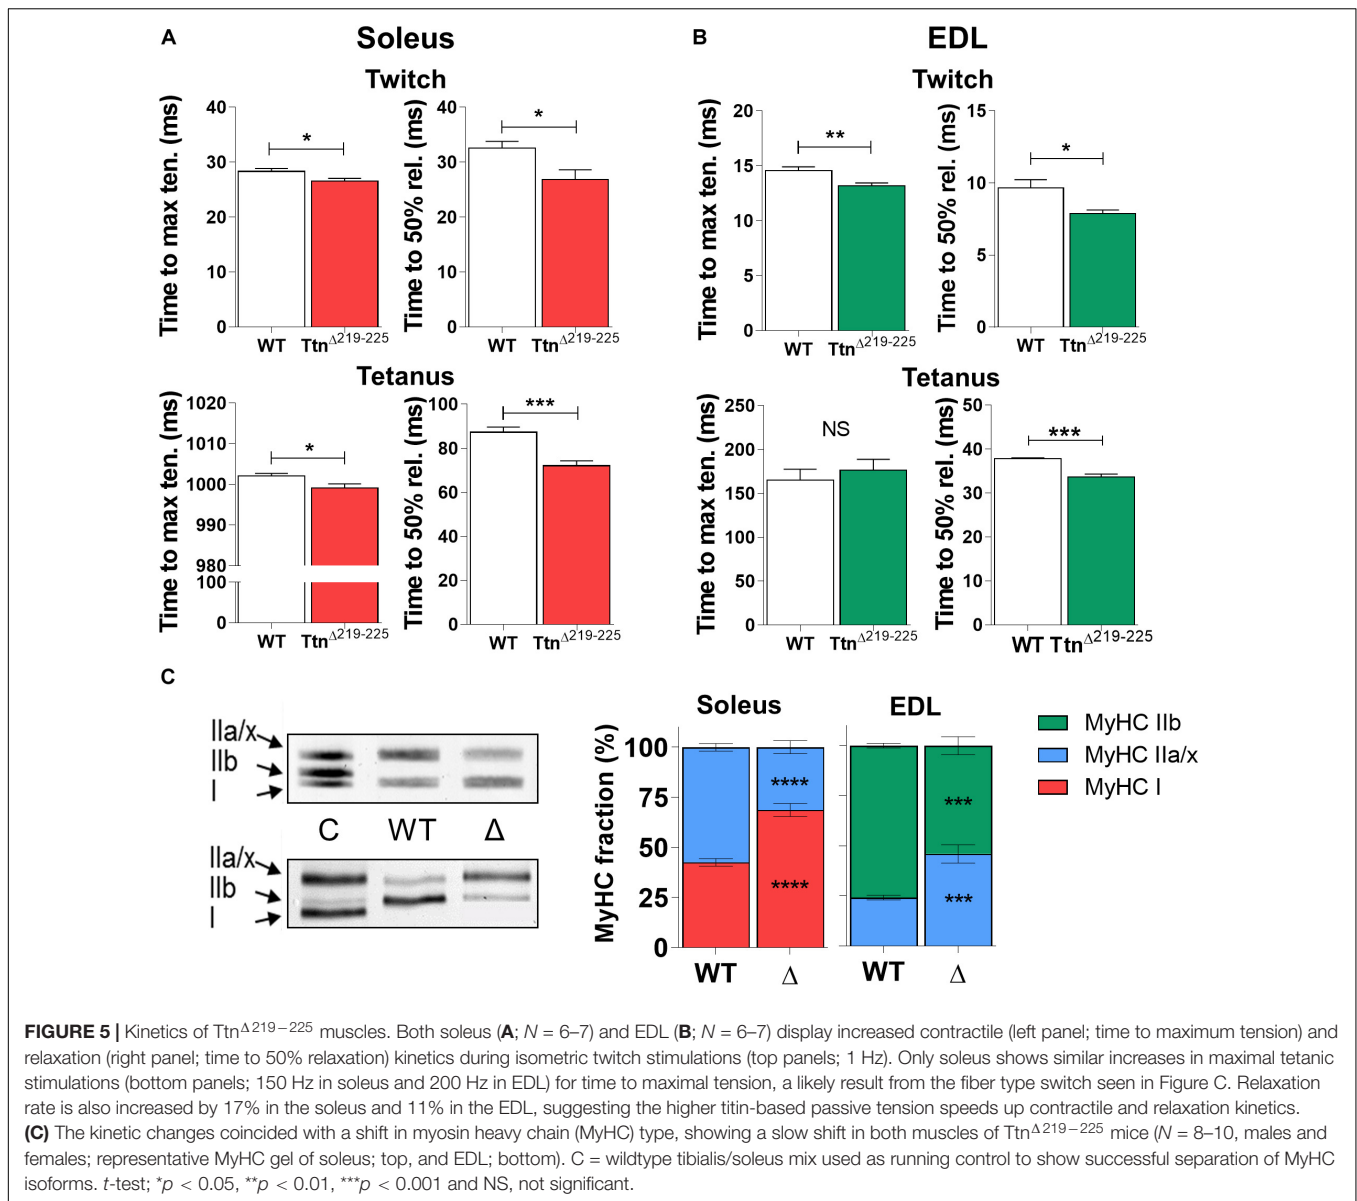 A
Soleus
Twitch
Time to max ten. (ms)
40
30
20
10
0
*
WT
TtnΔ219-225
Time to 50% rel. (ms)
40
30
20
10
0
*
WT
TtnΔ219-225
Tetanus
Time to max ten. (ms)
1020
1010
1000
990
980
100
0
*
WT
TtnΔ219-225
Time to 50% rel. (ms)
100
80
60
40
20
0
***
WT
TtnΔ219-225
B
EDL
Twitch
Time to max ten. (ms)
20
15
10
5
0
**
WT
TtnΔ219-225
Time to 50% rel. (ms)
15
10
5
0
*
WT
TtnΔ219-225
Tetanus
Time to max ten. (ms)
250
200
150
100
50
0
NS
WT
TtnΔ219-225
Time to 50% rel. (ms)
50
40
30
20
10
0
***
WT TtnΔ219-225
C
IIa/x
IIb
I
C WT Δ
IIa/x
IIb
I
Soleus
MyHC fraction (%)
100
75
50
25
0
****
****
WT Δ
EDL
***
***
WT Δ
MyHC IIb
MyHC IIa/x
MyHC I
FIGURE 5 | Kinetics of TtnΔ219−225 muscles. Both soleus (A; N = 6–7) and EDL (B; N = 6–7) display increased contractile (left panel; time to maximum tension) and
relaxation (right panel; time to 50% relaxation) kinetics during isometric twitch stimulations (top panels; 1 Hz). Only soleus shows similar increases in maximal tetanic
stimulations (bottom panels; 150 Hz in soleus and 200 Hz in EDL) for time to maximal tension, a likely result from the fiber type switch seen in Figure C. Relaxation
rate is also increased by 17% in the soleus and 11% in the EDL, suggesting the higher titin-based passive tension speeds up contractile and relaxation kinetics.
(C) The kinetic changes coincided with a shift in myosin heavy chain (MyHC) type, showing a slow shift in both muscles of TtnΔ219−225 mice (N = 8–10, males and
females; representative MyHC gel of soleus; top, and EDL; bottom). C = wildtype tibialis/soleus mix used as running control to show successful separation of MyHC
isoforms. t-test; *p < 0.05, **p < 0.01, ***p < 0.001 and NS, not significant.